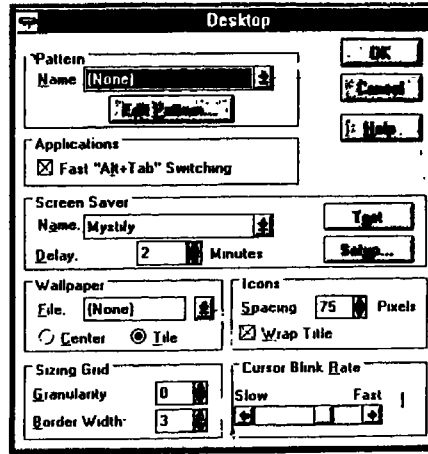 Desktop
Pattern
Name (None)
Edit Pattern...
OK
Cancel
Help
Applications
Fast "Alt+Tab" Switching
Screen Saver
Name. Mystify
Delay. 2 Minutes
Test
Setup...
Wallpaper
File. (None)
Center Tile
Icons
Spacing 75 Pixels
Wrap Title
Sizing Grid
Granularity 0
Border Width· 3
Cursor Blink Rate
Slow Fast